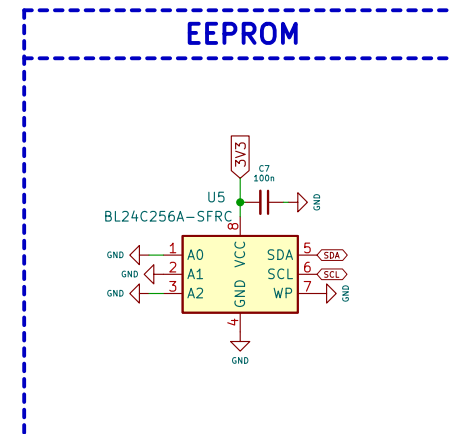 EEPROM
3V3
C7
100n
GND
U5
BL24C256A-SFRC
8
VCC
GND 1 A0 SDA 5 SDA
GND 2 A1 SCL 6 SCL
GND 3 A2 WP 7 GND
GND
4
GND